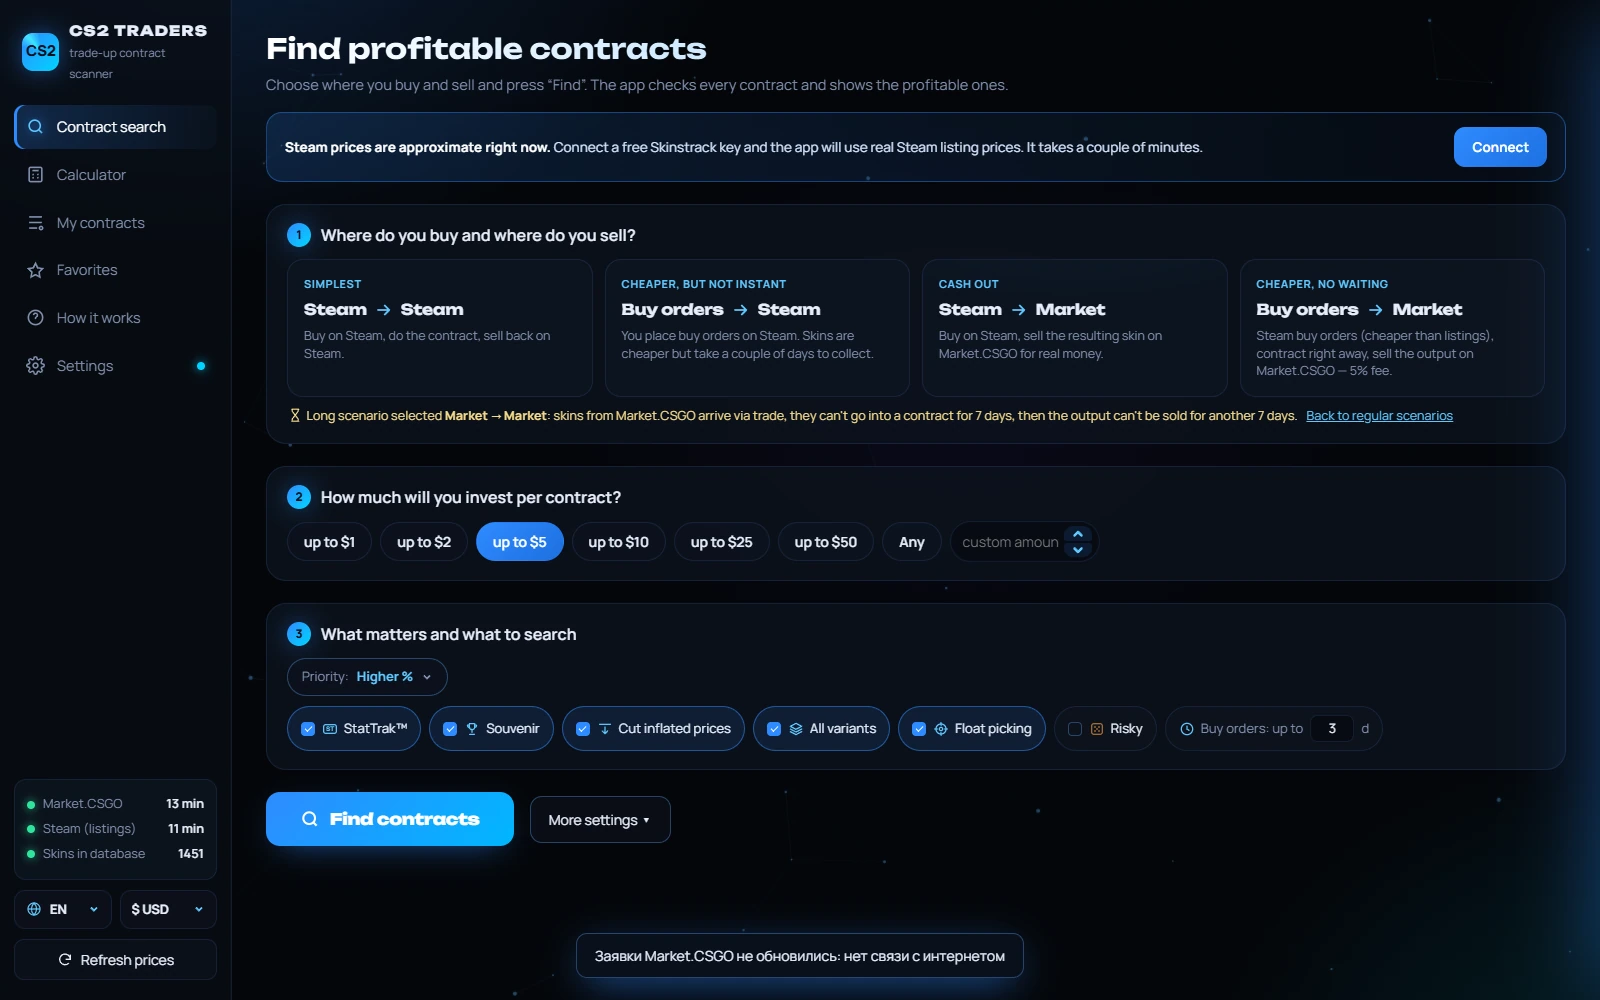 CS2
CS2 TRADERS
trade-up contract
scanner
Contract search
Calculator
My contracts
Favorites
How it works
Settings
Market.CSGO 13 min
Steam (listings) 11 min
Skins in database 1451
EN
$ USD
Refresh prices
Find profitable contracts
Choose where you buy and sell and press “Find”. The app checks every contract and shows the profitable ones.
Steam prices are approximate right now. Connect a free Skinstrack key and the app will use real Steam listing prices. It takes a couple of minutes.
Connect
1 Where do you buy and where do you sell?
SIMPLEST
Steam → Steam
Buy on Steam, do the contract, sell back on
Steam.
CHEAPER, BUT NOT INSTANT
Buy orders → Steam
You place buy orders on Steam. Skins are
cheaper but take a couple of days to collect.
CASH OUT
Steam → Market
Buy on Steam, sell the resulting skin on
Market.CSGO for real money.
CHEAPER, NO WAITING
Buy orders → Market
Steam buy orders (cheaper than listings),
contract right away, sell the output on
Market.CSGO — 5% fee.
Long scenario selected Market → Market: skins from Market.CSGO arrive via trade, they can't go into a contract for 7 days, then the output can't be sold for another 7 days. Back to regular scenarios
2 How much will you invest per contract?
up to $1 up to $2 up to $5 up to $10 up to $25 up to $50 Any custom amoun
3 What matters and what to search
Priority: Higher %
ST StatTrak™ Souvenir Cut inflated prices All variants Float picking Risky Buy orders: up to 3 d
Find contracts
More settings ▾
Заявки Market.CSGO не обновились: нет связи с интернетом